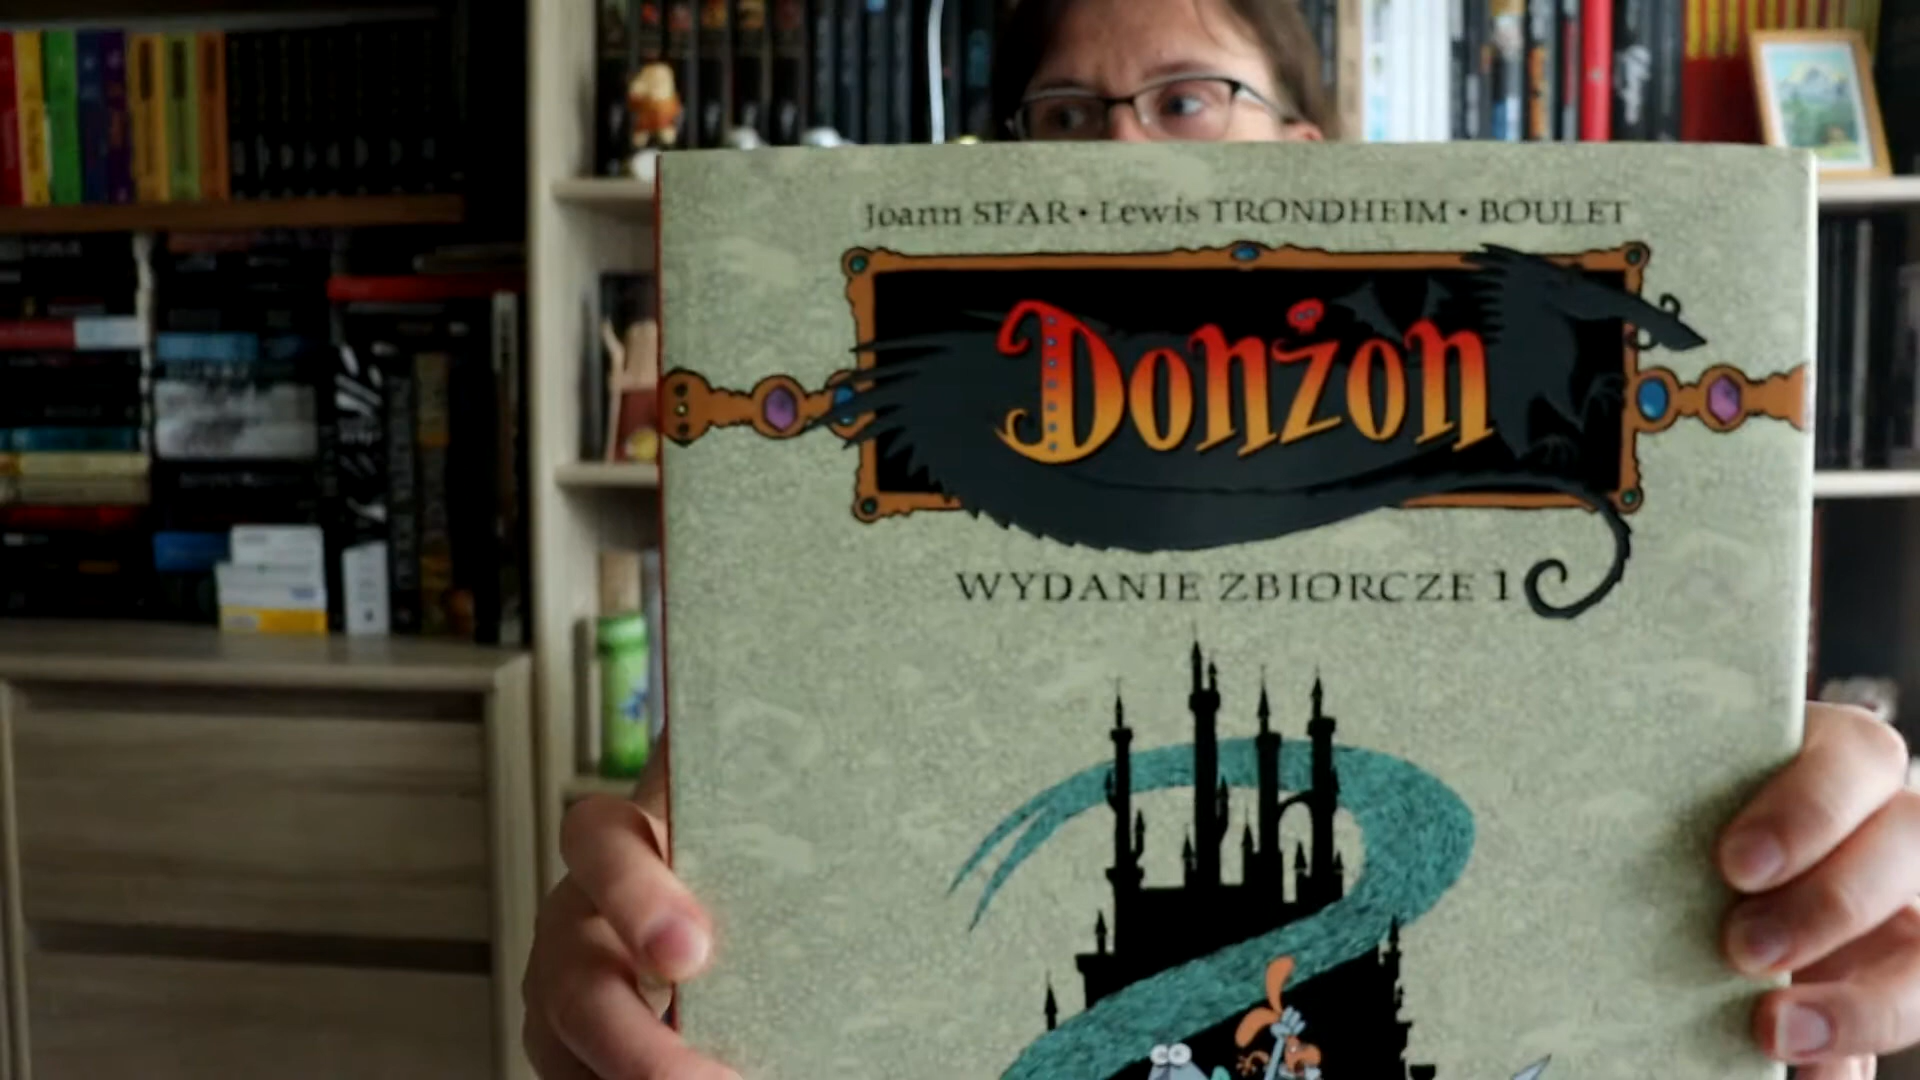 Joann SFAR • Lewis TRONDHEIM • BOULET
Donżon
WYDANIE ZBIORCZE 1